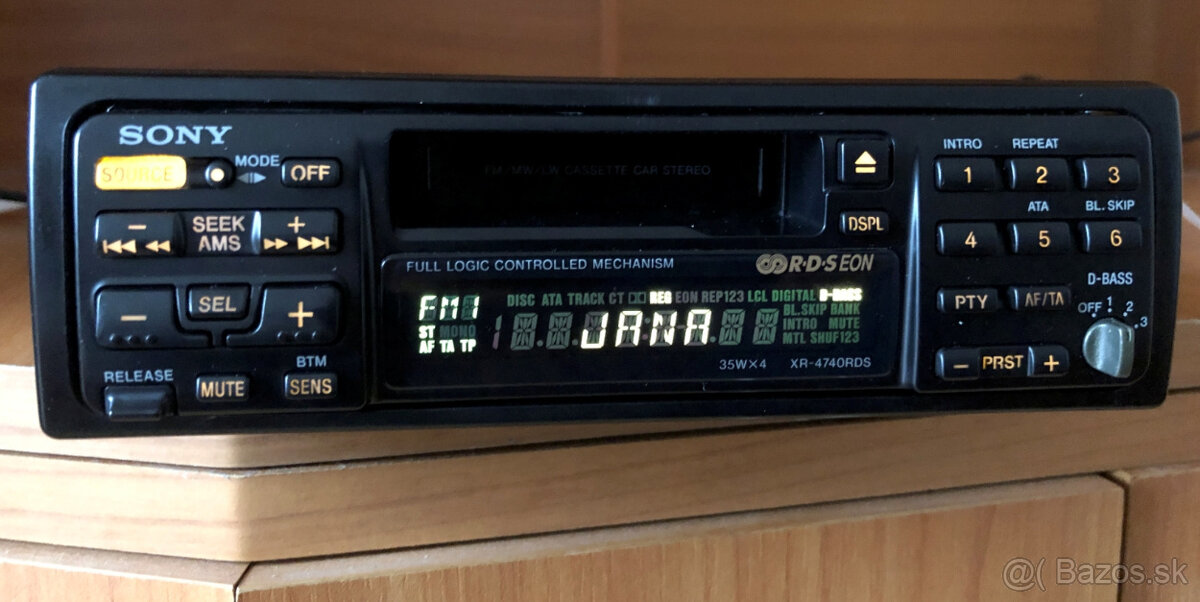 SONY
SOURCE
MODE
OFF
− SEEK +
AMS
− SEL +
RELEASE
MUTE
BTM
SENS
FM/MW/LW CASSETTE CAR STEREO
DSPL
FULL LOGIC CONTROLLED MECHANISM
R·D·S EON
FM1
DISC ATA TRACK CT REG EON REP123 LCL DIGITAL D-BASS
BL.SKIP BANK
ST MONO
INTRO MUTE
AF TA TP
MTL SHUF123
JANA
35W×4 XR-4740RDS
INTRO REPEAT
1 2 3
ATA BL. SKIP
4 5 6
D-BASS
PTY AF/TA
OFF 1 2 3
− PRST +
@( Bazos.sk